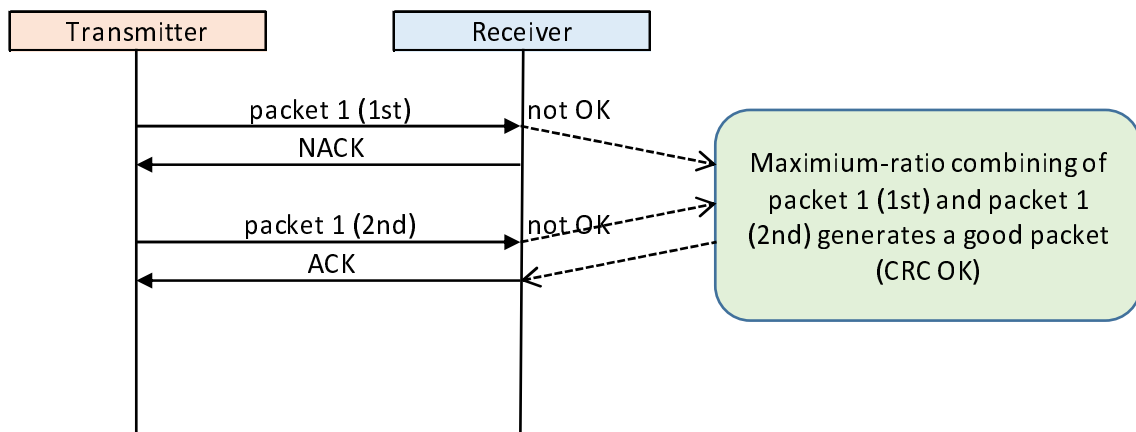 Transmitter
Receiver
packet 1 (1st)
not OK
NACK
packet 1 (2nd)
not OK
ACK
Maximium-ratio combining of
packet 1 (1st) and packet 1
(2nd) generates a good packet
(CRC OK)